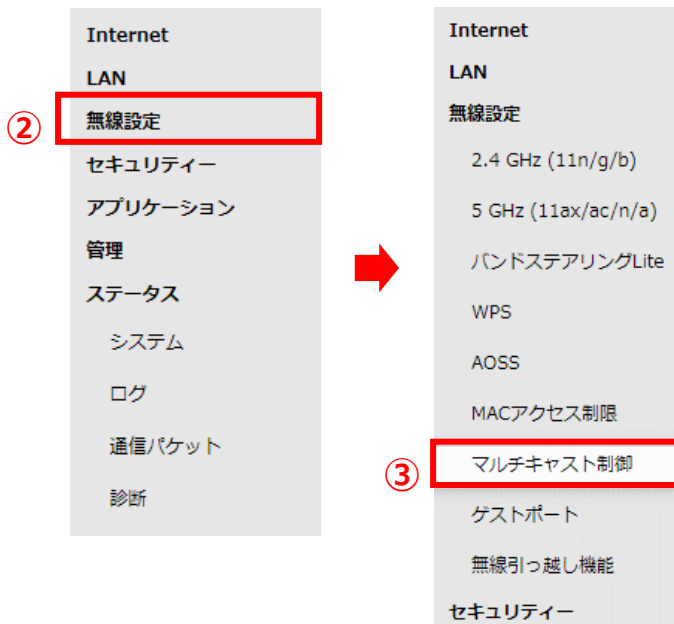 Internet
LAN
② 無線設定
セキュリティー
アプリケーション
管理
ステータス
システム
ログ
通信パケット
診断
Internet
LAN
無線設定
2.4 GHz (11n/g/b)
5 GHz (11ax/ac/n/a)
バンドステアリングLite
WPS
AOSS
MACアクセス制限
③ マルチキャスト制御
ゲストポート
無線引っ越し機能
セキュリティー